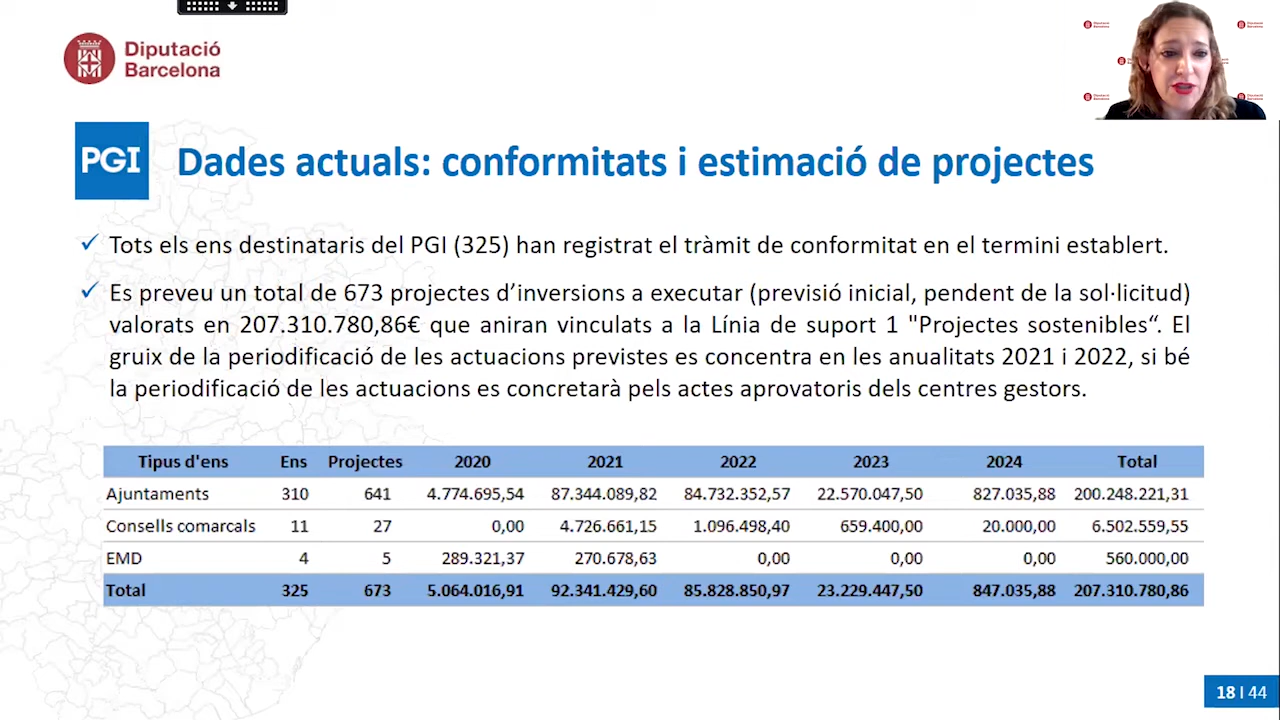 Diputació
Barcelona
PGI
Dades actuals: conformitats i estimació de projectes
✓ Tots els ens destinataris del PGI (325) han registrat el tràmit de conformitat en el termini establert.
✓ Es preveu un total de 673 projectes d’inversions a executar (previsió inicial, pendent de la sol·licitud)
valorats en 207.310.780,86€ que aniran vinculats a la Línia de suport 1 "Projectes sostenibles“. El
gruix de la periodificació de les actuacions previstes es concentra en les anualitats 2021 i 2022, si bé
la periodificació de les actuacions es concretarà pels actes aprovatoris dels centres gestors.
Tipus d'ens Ens Projectes 2020 2021 2022 2023 2024 Total
Ajuntaments 310 641 4.774.695,54 87.344.089,82 84.732.352,57 22.570.047,50 827.035,88 200.248.221,31
Consells comarcals 11 27 0,00 4.726.661,15 1.096.498,40 659.400,00 20.000,00 6.502.559,55
EMD 4 5 289.321,37 270.678,63 0,00 0,00 0,00 560.000,00
Total 325 673 5.064.016,91 92.341.429,60 85.828.850,97 23.229.447,50 847.035,88 207.310.780,86
18 I 44